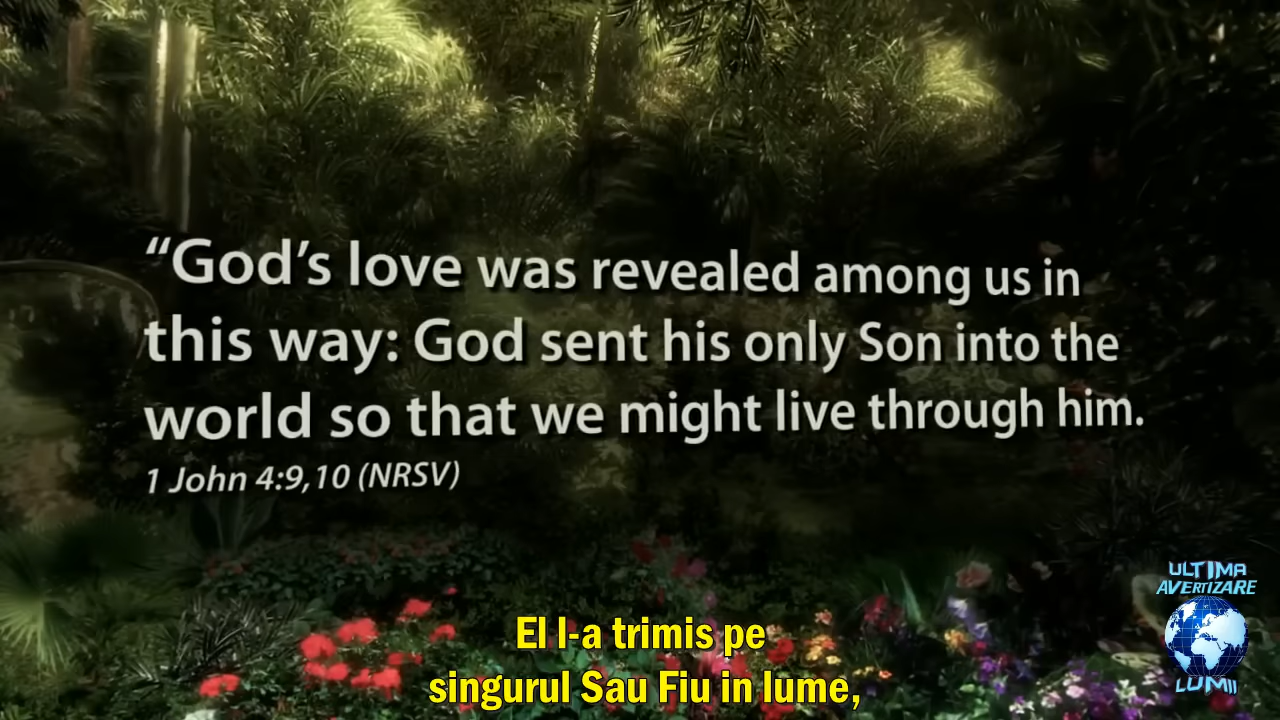 “God’s love was revealed among us in
this way: God sent his only Son into the
world so that we might live through him.
1 John 4:9,10 (NRSV)
El l-a trimis pe
singurul Sau Fiu in lume,
ULTIMA
AVERTIZARE
LUMII